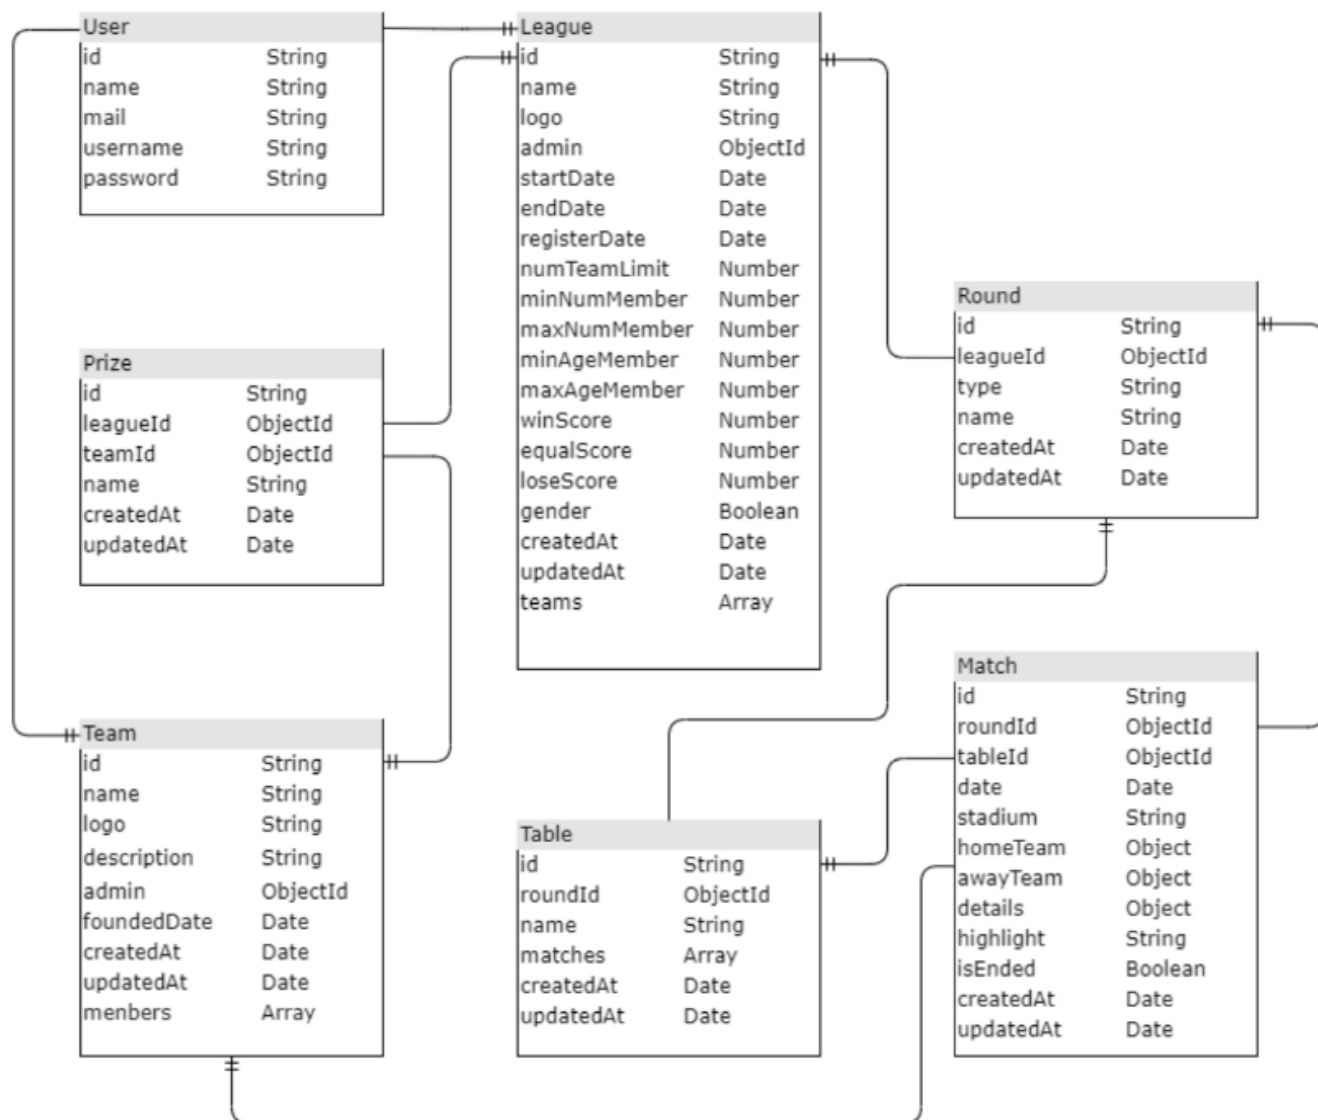 User
id String
name String
mail String
username String
password String
League
id String
name String
logo String
admin ObjectId
startDate Date
endDate Date
registerDate Date
numTeamLimit Number
minNumMember Number
maxNumMember Number
minAgeMember Number
maxAgeMember Number
winScore Number
equalScore Number
loseScore Number
gender Boolean
createdAt Date
updatedAt Date
teams Array
Round
id String
leagueId ObjectId
type String
name String
createdAt Date
updatedAt Date
Prize
id String
leagueId ObjectId
teamId ObjectId
name String
createdAt Date
updatedAt Date
Team
id String
name String
logo String
description String
admin ObjectId
foundedDate Date
createdAt Date
updatedAt Date
menbers Array
Table
id String
roundId ObjectId
name String
matches Array
createdAt Date
updatedAt Date
Match
id String
roundId ObjectId
tableId ObjectId
date Date
stadium String
homeTeam Object
awayTeam Object
details Object
highlight String
isEnded Boolean
createdAt Date
updatedAt Date